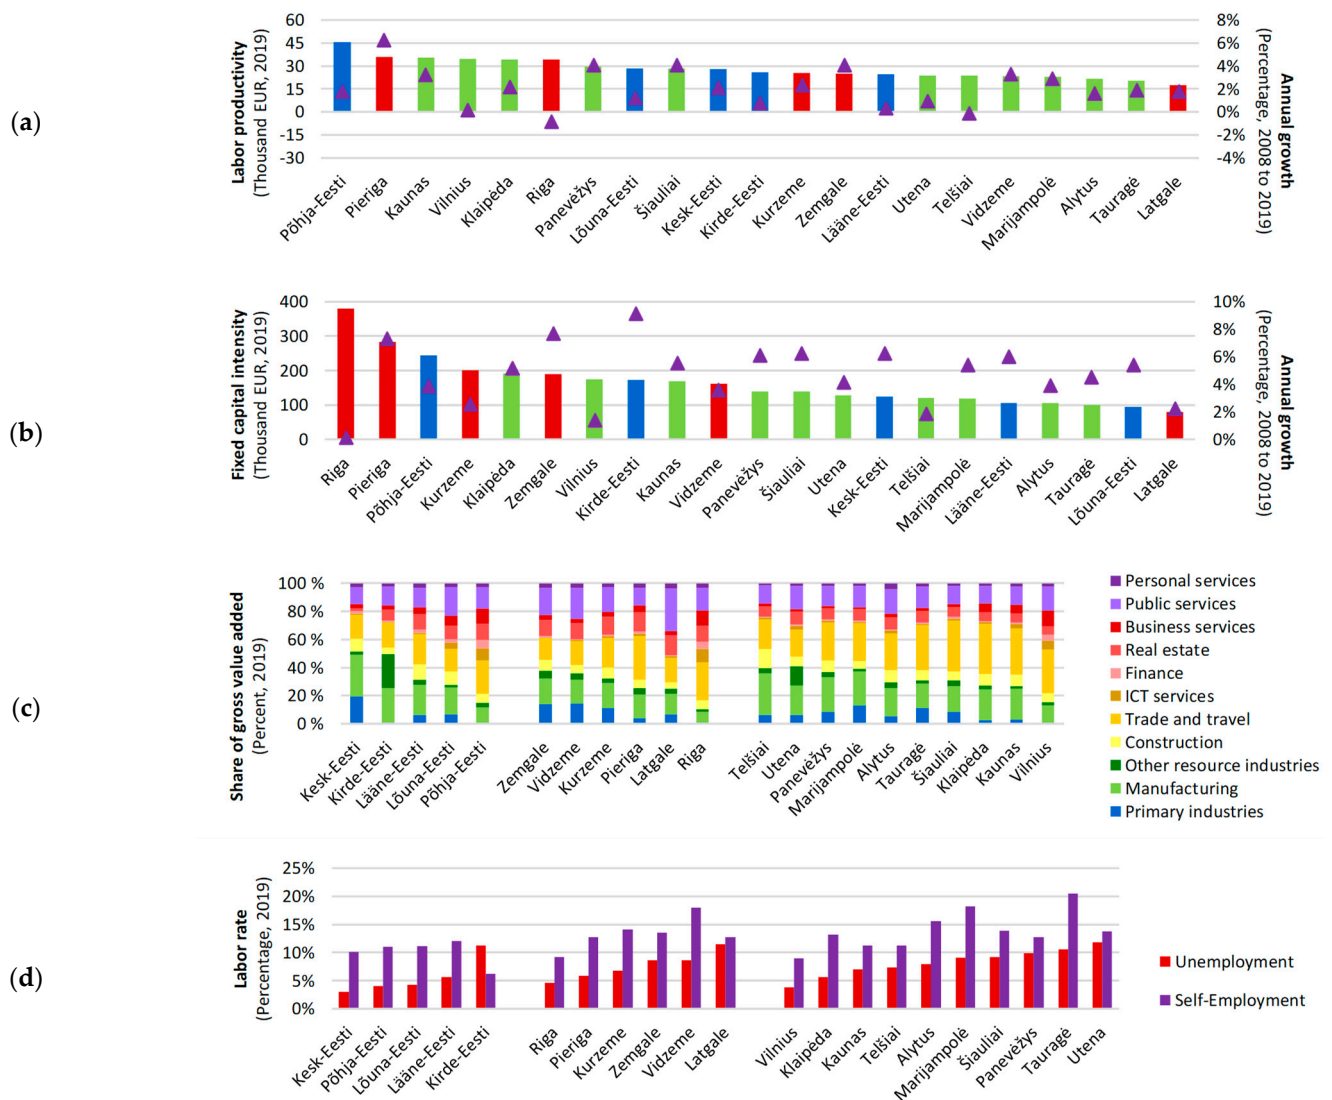 (a)
Labor productivity
(Thousand EUR, 2019)
60
45
30
15
0
-15
-30
8%
6%
4%
2%
0%
-2%
-4%
Annual growth
(Percentage, 2008 to 2019)
Põhja-Eesti
Pieriga
Kaunas
Vilnius
Klaipėda
Riga
Panevėžys
Lõuna-Eesti
Šiauliai
Kesk-Eesti
Kirde-Eesti
Kurzeme
Zemgale
Lääne-Eesti
Utena
Telšiai
Vidzeme
Marijampolė
Alytus
Tauragė
Latgale
(b)
Fixed capital intensity
(Thousand EUR, 2019)
400
300
200
100
0
10%
8%
6%
4%
2%
0%
Annual growth
(Percentage, 2008 to 2019)
Riga
Pieriga
Põhja-Eesti
Kurzeme
Klaipėda
Zemgale
Vilnius
Kirde-Eesti
Kaunas
Vidzeme
Panevėžys
Šiauliai
Utena
Kesk-Eesti
Telšiai
Marijampolė
Lääne-Eesti
Alytus
Tauragė
Lõuna-Eesti
Latgale
(c)
Share of gross value added
(Percent, 2019)
100 %
80 %
60 %
40 %
20 %
0 %
Kesk-Eesti
Kirde-Eesti
Lääne-Eesti
Lõuna-Eesti
Põhja-Eesti
Zemgale
Vidzeme
Kurzeme
Pieriga
Latgale
Riga
Telšiai
Utena
Panevėžys
Marijampolė
Alytus
Tauragė
Šiauliai
Klaipėda
Kaunas
Vilnius
Personal services
Public services
Business services
Real estate
Finance
ICT services
Trade and travel
Construction
Other resource industries
Manufacturing
Primary industries
(d)
Labor rate
(Percentage, 2019)
25%
20%
15%
10%
5%
0%
Kesk-Eesti
Põhja-Eesti
Lõuna-Eesti
Lääne-Eesti
Kirde-Eesti
Riga
Pieriga
Kurzeme
Zemgale
Vidzeme
Latgale
Vilnius
Klaipėda
Kaunas
Telšiai
Alytus
Marijampolė
Šiauliai
Panevėžys
Tauragė
Utena
Unemployment
Self-Employment